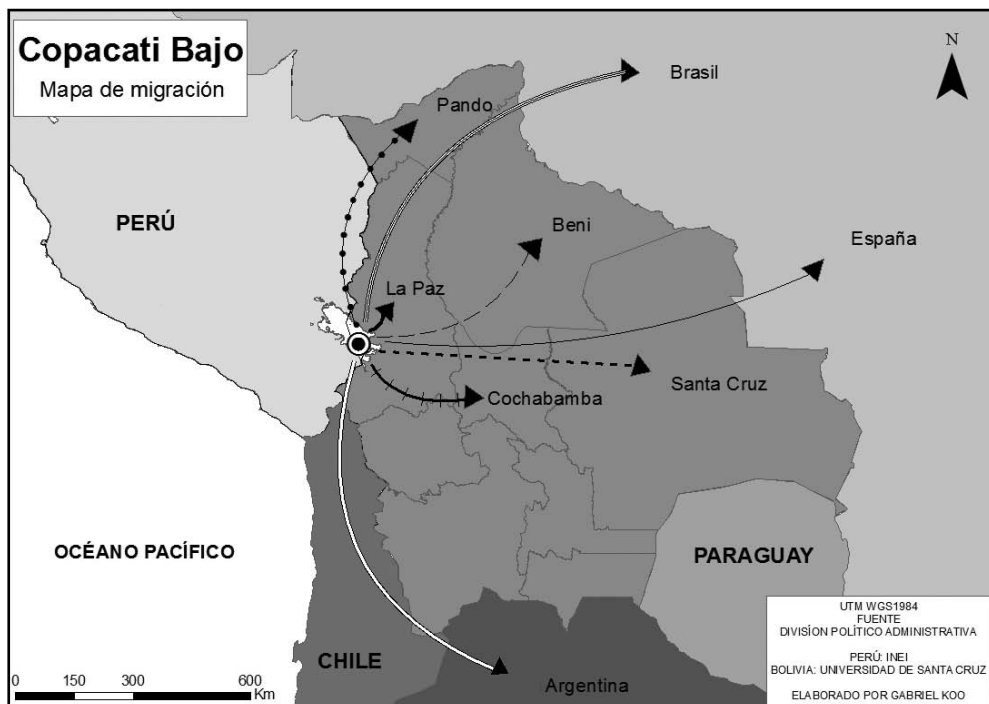 Copacati Bajo
Mapa de migración
N
Brasil
Pando
PERÚ
Beni
España
La Paz
Santa Cruz
Cochabamba
OCÉANO PACÍFICO
PARAGUAY
CHILE
Argentina
0 150 300 600
Km
UTM WGS1984
FUENTE
DIVISÍON POLÍTICO ADMINISTRATIVA
PERÚ: INEI
BOLIVIA: UNIVERSIDAD DE SANTA CRUZ
ELABORADO POR GABRIEL KOO